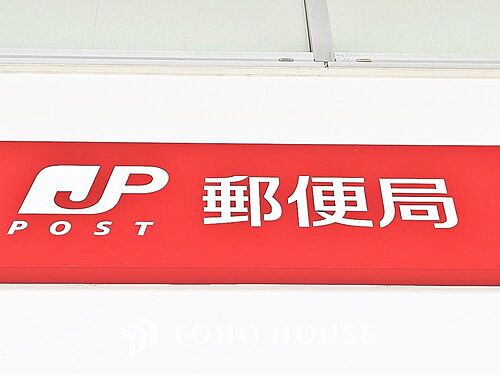 JP 郵便局
POST
TOHO HOUSE